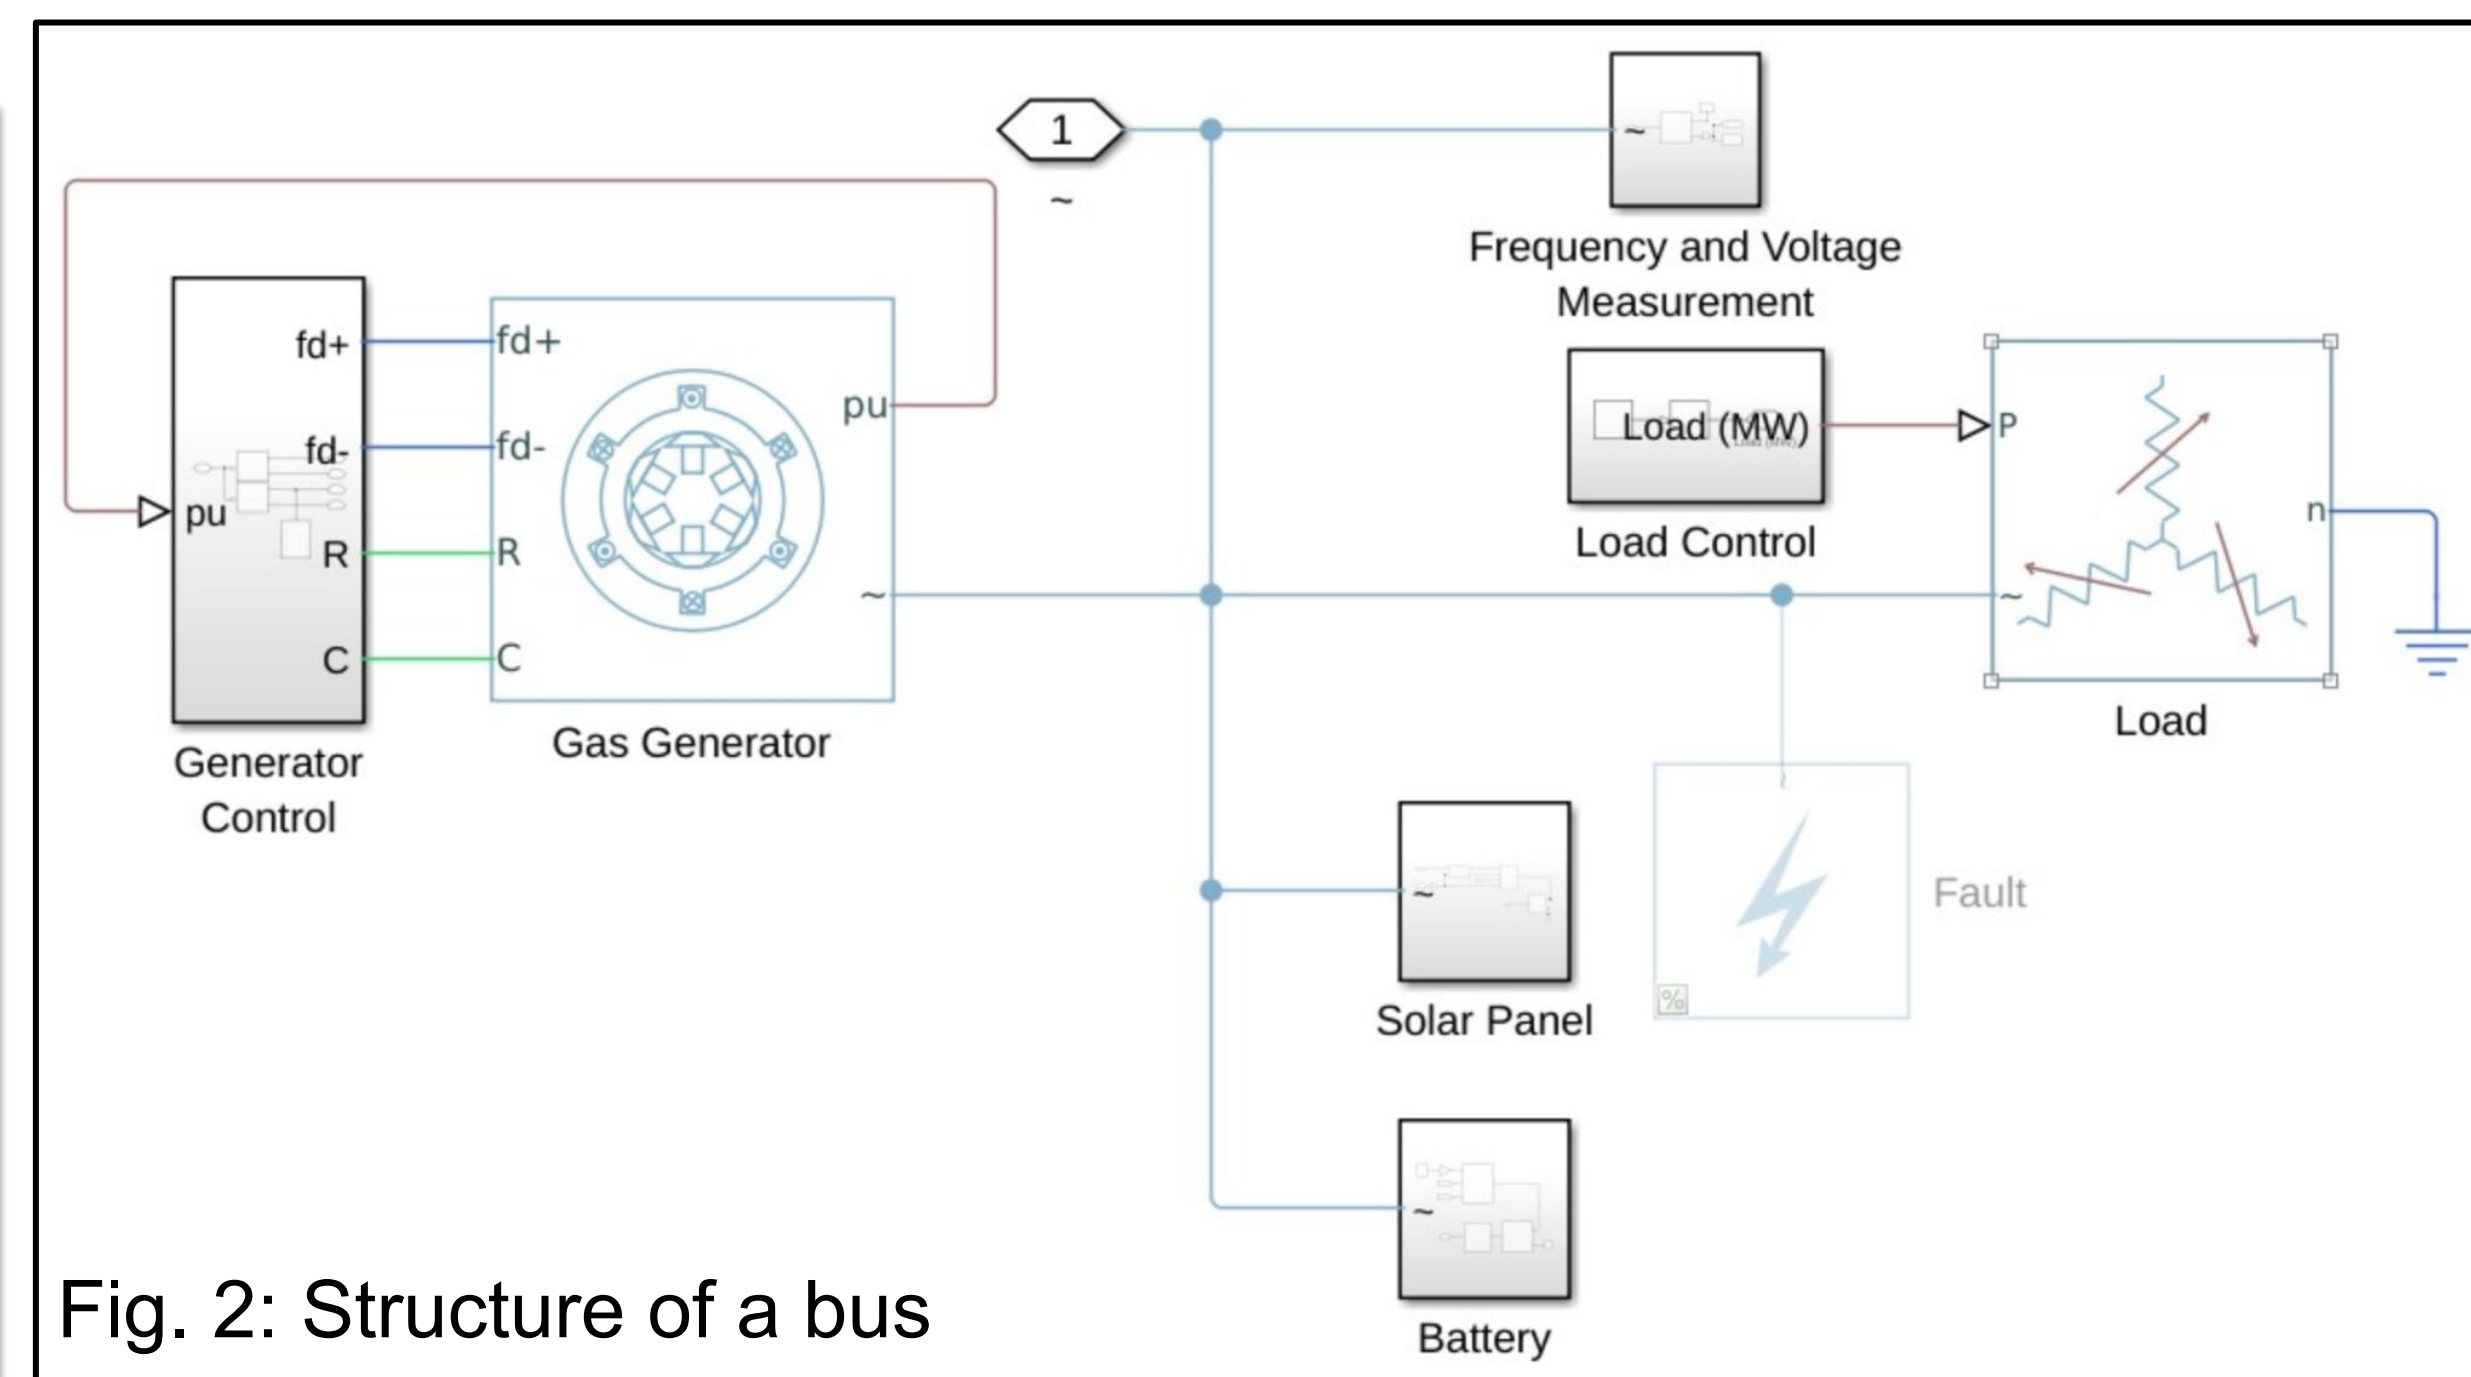 1
~
~
Frequency and Voltage
Measurement
fd+
fd-
pu
R
C
Generator
Control
fd+
fd-
R
C
pu
~
Gas Generator
Load (MW)
Load Control
P
n
~
Load
~
Fault
%
~
Solar Panel
~
Battery
Fig. 2: Structure of a bus